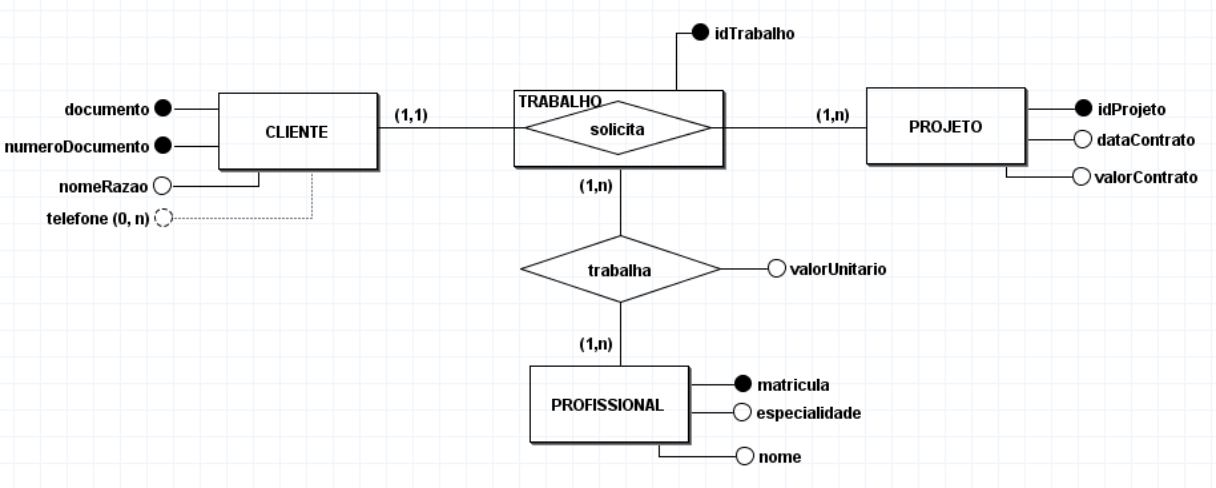 idTrabalho
documento
numeroDocumento
nomeRazao
telefone (0, n)
CLIENTE
(1,1)
TRABALHO
solicita
(1,n)
PROJETO
idProjeto
dataContrato
valorContrato
(1,n)
trabalha
valorUnitario
(1,n)
PROFISSIONAL
matricula
especialidade
nome